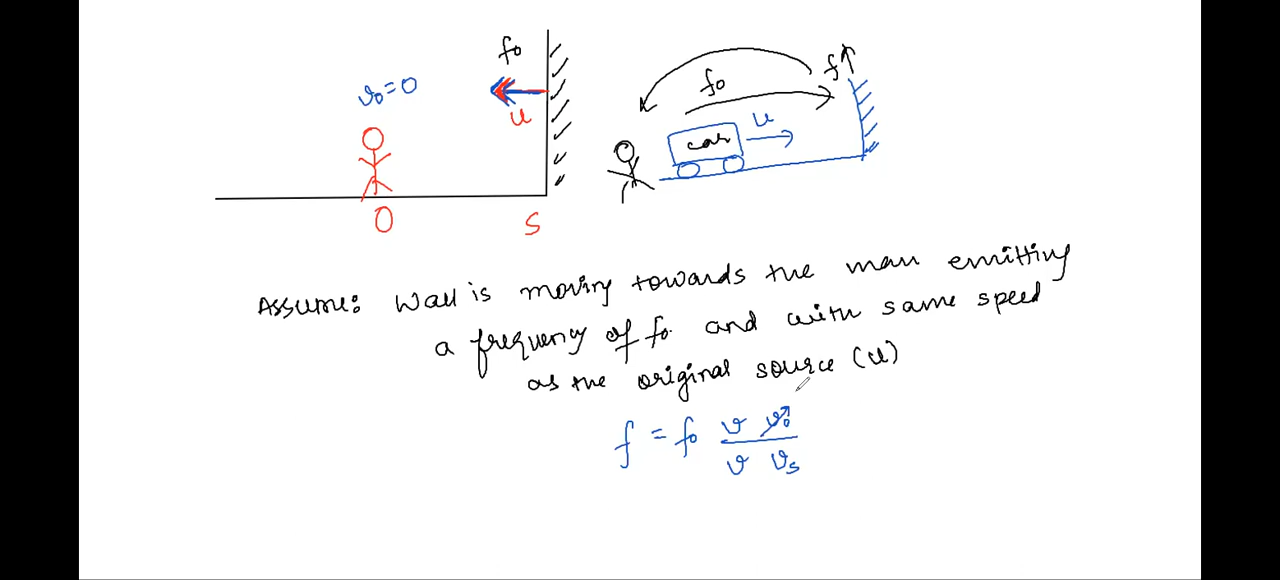 f₀
v₀=0
u
O
S
f₀
f
u
car
Assume: Wall is moving towards the man emitting
a frequency of f₀ and with same speed
as the original source (u)
f = f₀ v v₀ / v vₛ